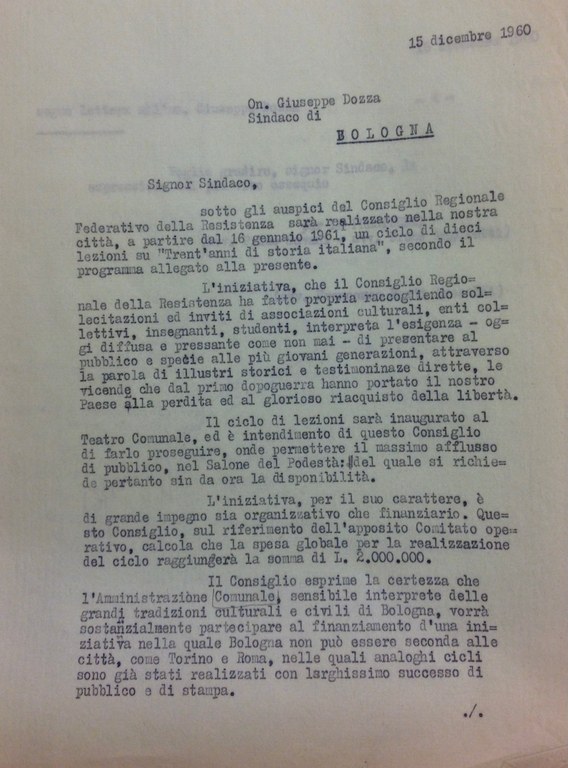 15 dicembre 1960
On. Giuseppe Dozza
Sindaco di
BOLOGNA
Signor Sindaco,
sotto gli auspici del Consiglio Regionale
Federativo della Resistenza sarà realizzato nella nostra
città, a partire dal 16 gennaio 1961, un ciclo di dieci
lezioni su "Trent'anni di storia italiana", secondo il
programma allegato alla presente.
L'iniziativa, che il Consiglio Regio=
nale della Resistenza ha fatto propria raccogliendo sol=
lecitazioni ed inviti di associazioni culturali, enti col=
lettivi, insegnanti, studenti, interpreta l'esigenza - og=
gi diffusa e pressante come non mai - di presentare al
pubblico e specie alle più giovani generazioni, attraverso
la parola di illustri storici e testimoninaze dirette, le
vicende che dal primo dopoguerra hanno portato il nostro
Paese alla perdita ed al glorioso riacquisto della libertà.
Il ciclo di lezioni sarà inaugurato al
Teatro Comunale, ed è intendimento di questo Consiglio
di farlo proseguire, onde permettere il massimo afflusso
di pubblico, nel Salone del Podestà: del quale si richie=
de pertanto sin da ora la disponibilità.
L'iniziativa, per il suo carattere, è
di grande impegno sia organizzativo che finanziario. Que=
sto Consiglio, sul riferimento dell'apposito Comitato ope=
rativo, calcola che la spesa globale per la realizzazione
del ciclo raggiungerà la somma di L. 2.000.000.
Il Consiglio esprime la certezza che
l'Amministrazione Comunale, sensibile interprete delle
grandi tradizioni culturali e civili di Bologna, vorrà
sostanzialmente partecipare al finanziamento d'una ini=
ziativa nella quale Bologna non può essere seconda alle
città, come Torino e Roma, nelle quali analoghi cicli
sono già stati realizzati con larghissimo successo di
pubblico e di stampa.
./.